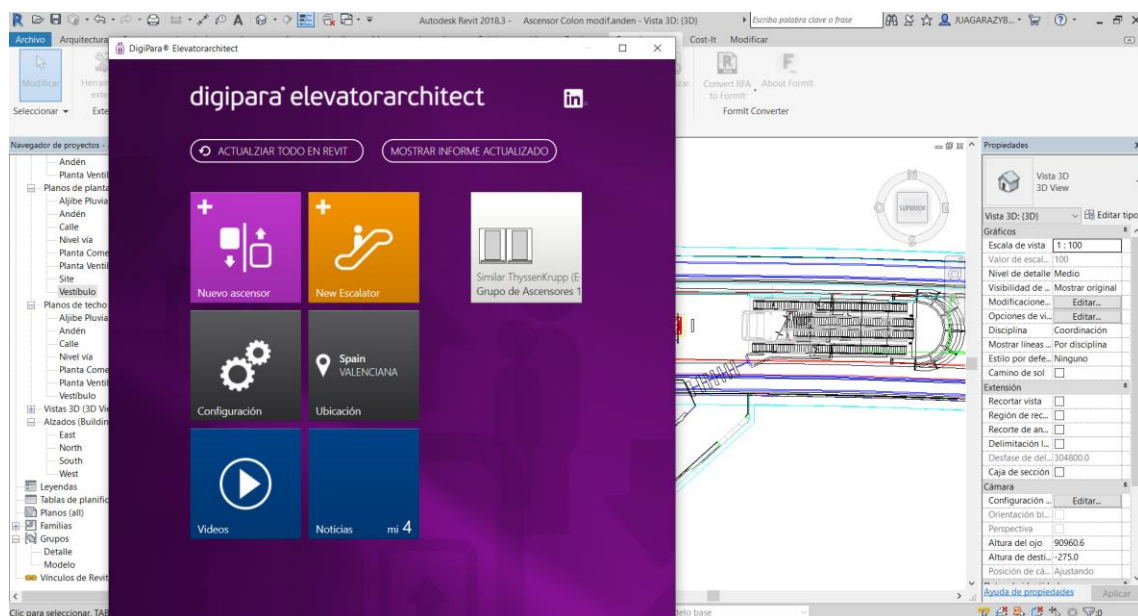 Autodesk Revit 2018.3 - Ascensor Colon modif.anden - Vista 3D: {3D}
Escriba palabra clave o frase
JUAGARAZYB...
Archivo
Arquitectura
Cost-It
Modificar
Modificar
Seleccionar
Convert RFA to FormIt
About FormIt
FormIt Converter
DigiPara® Elevatorarchitect
digipara® elevatorarchitect
in
ACTUALZIAR TODO EN REVIT
MOSTRAR INFORME ACTUALIZADO
Nuevo ascensor
New Escalator
Similar ThyssenKrupp (E
Grupo de Ascensores 1
Configuración
Spain
VALENCIANA
Ubicación
Videos
Noticias
mi 4
Navegador de proyectos -
Andén
Planta Ventil
Planos de planta
Aljibe Pluvia
Andén
Calle
Nivel vía
Planta Come
Planta Ventil
Site
Vestíbulo
Planos de techo
Aljibe Pluvia
Andén
Calle
Nivel vía
Planta Come
Planta Ventil
Vestíbulo
Vistas 3D (3D Vi
Alzados (Buildin
East
North
South
West
Leyendas
Tablas de planific
Planos (all)
Familias
Grupos
Detalle
Modelo
Vínculos de Revit
SUPERIOR
Propiedades
Vista 3D
3D View
Vista 3D: {3D}
Editar tipo
Gráficos
Escala de vista 1 : 100
Valor de escal... 100
Nivel de detalle Medio
Visibilidad de ... Mostrar original
Modificacione... Editar...
Opciones de vi... Editar...
Disciplina Coordinación
Mostrar líneas ... Por disciplina
Estilo por defe... Ninguno
Camino de sol
Extensión
Recortar vista
Región de rec...
Recorte de an...
Delimitación l...
Desfase de del... 304800.0
Caja de sección
Cámara
Configuración ... Editar...
Orientación bl...
Perspectiva
Altura del ojo 90960.6
Altura de desti... -275.0
Posición de cá... Ajustando
Ayuda de propiedades
Aplicar
Clic para seleccionar, TAB
:0